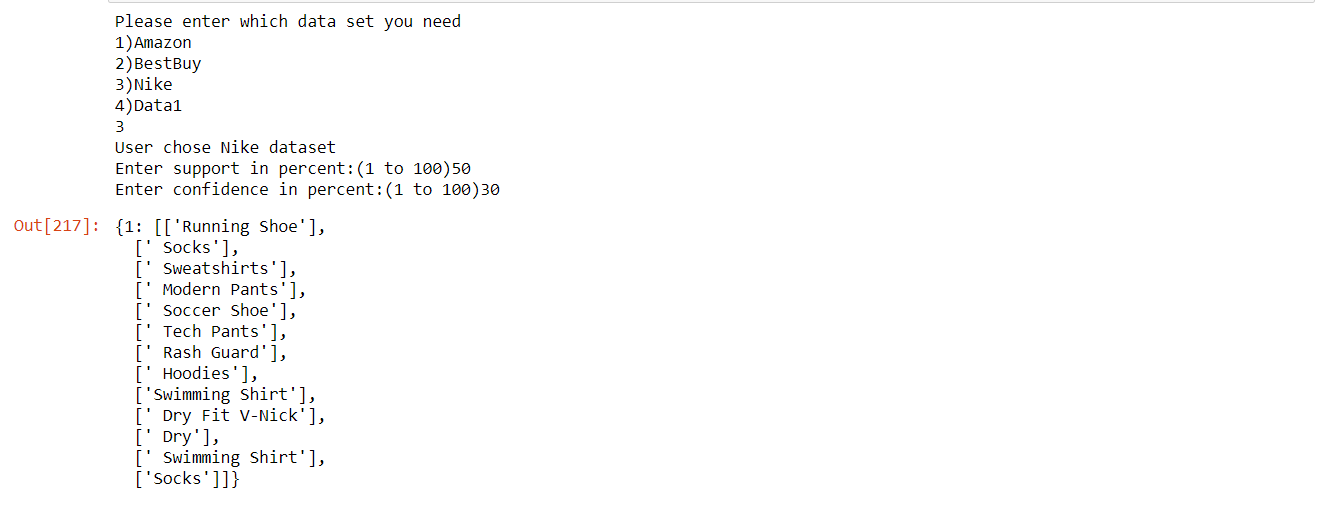 Please enter which data set you need
1)Amazon
2)BestBuy
3)Nike
4)Data1
3
User chose Nike dataset
Enter support in percent:(1 to 100)50
Enter confidence in percent:(1 to 100)30
Out[217]: {1: [['Running Shoe'],
[' Socks'],
[' Sweatshirts'],
[' Modern Pants'],
[' Soccer Shoe'],
[' Tech Pants'],
[' Rash Guard'],
[' Hoodies'],
['Swimming Shirt'],
[' Dry Fit V-Nick'],
[' Dry'],
[' Swimming Shirt'],
['Socks']]}